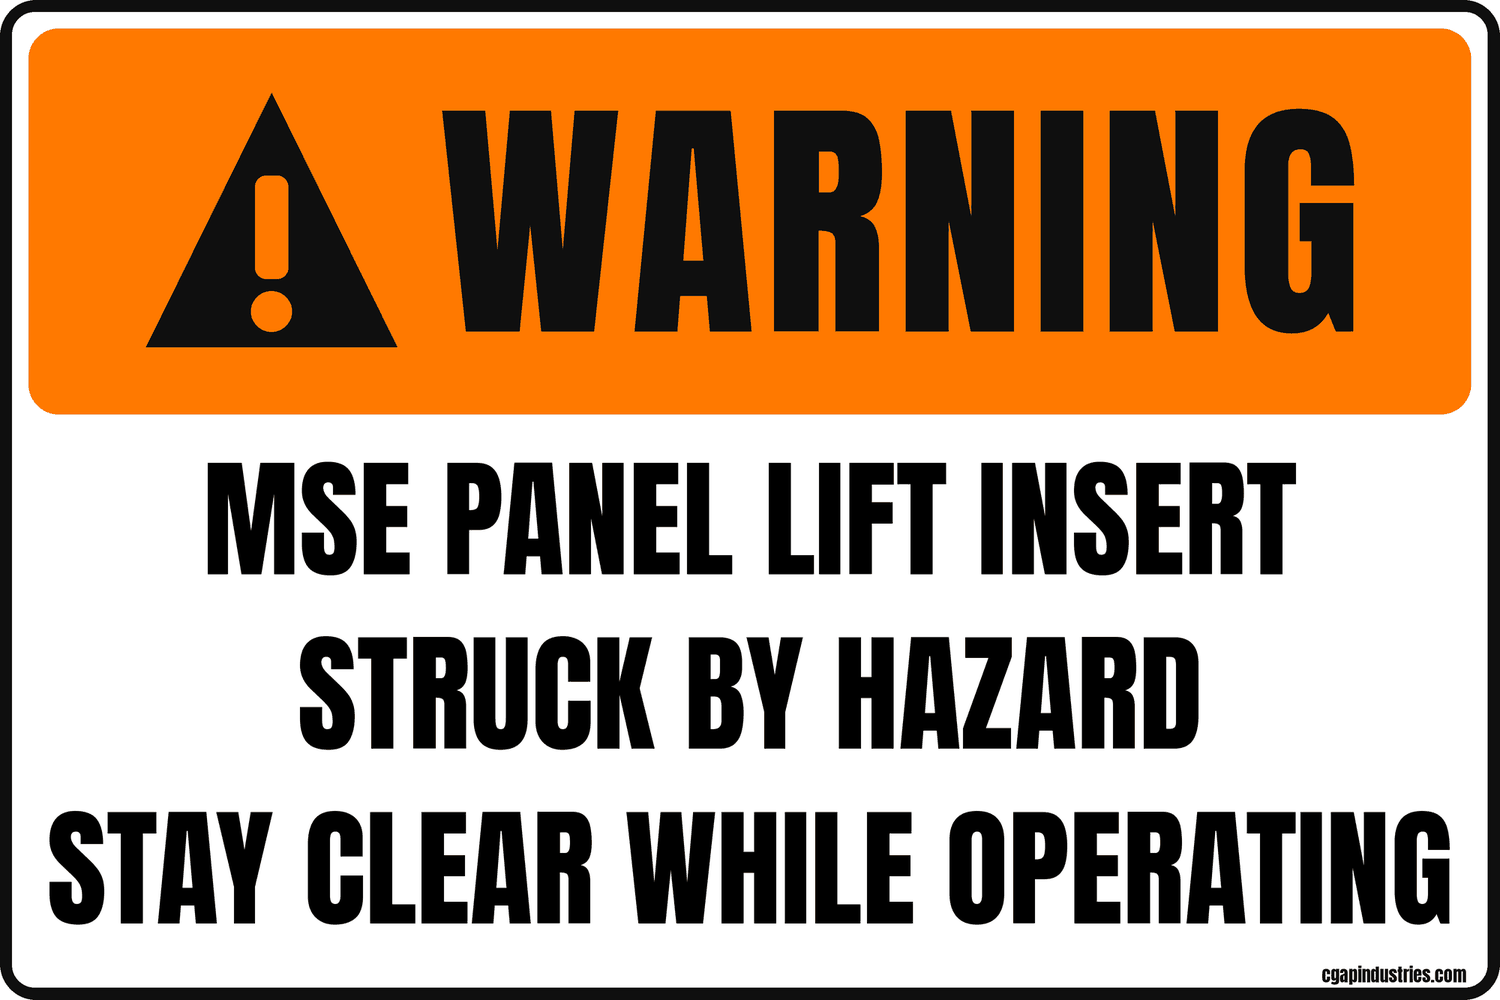 WARNING
MSE PANEL LIFT INSERT
STRUCK BY HAZARD
STAY CLEAR WHILE OPERATING
cgapindustries.com